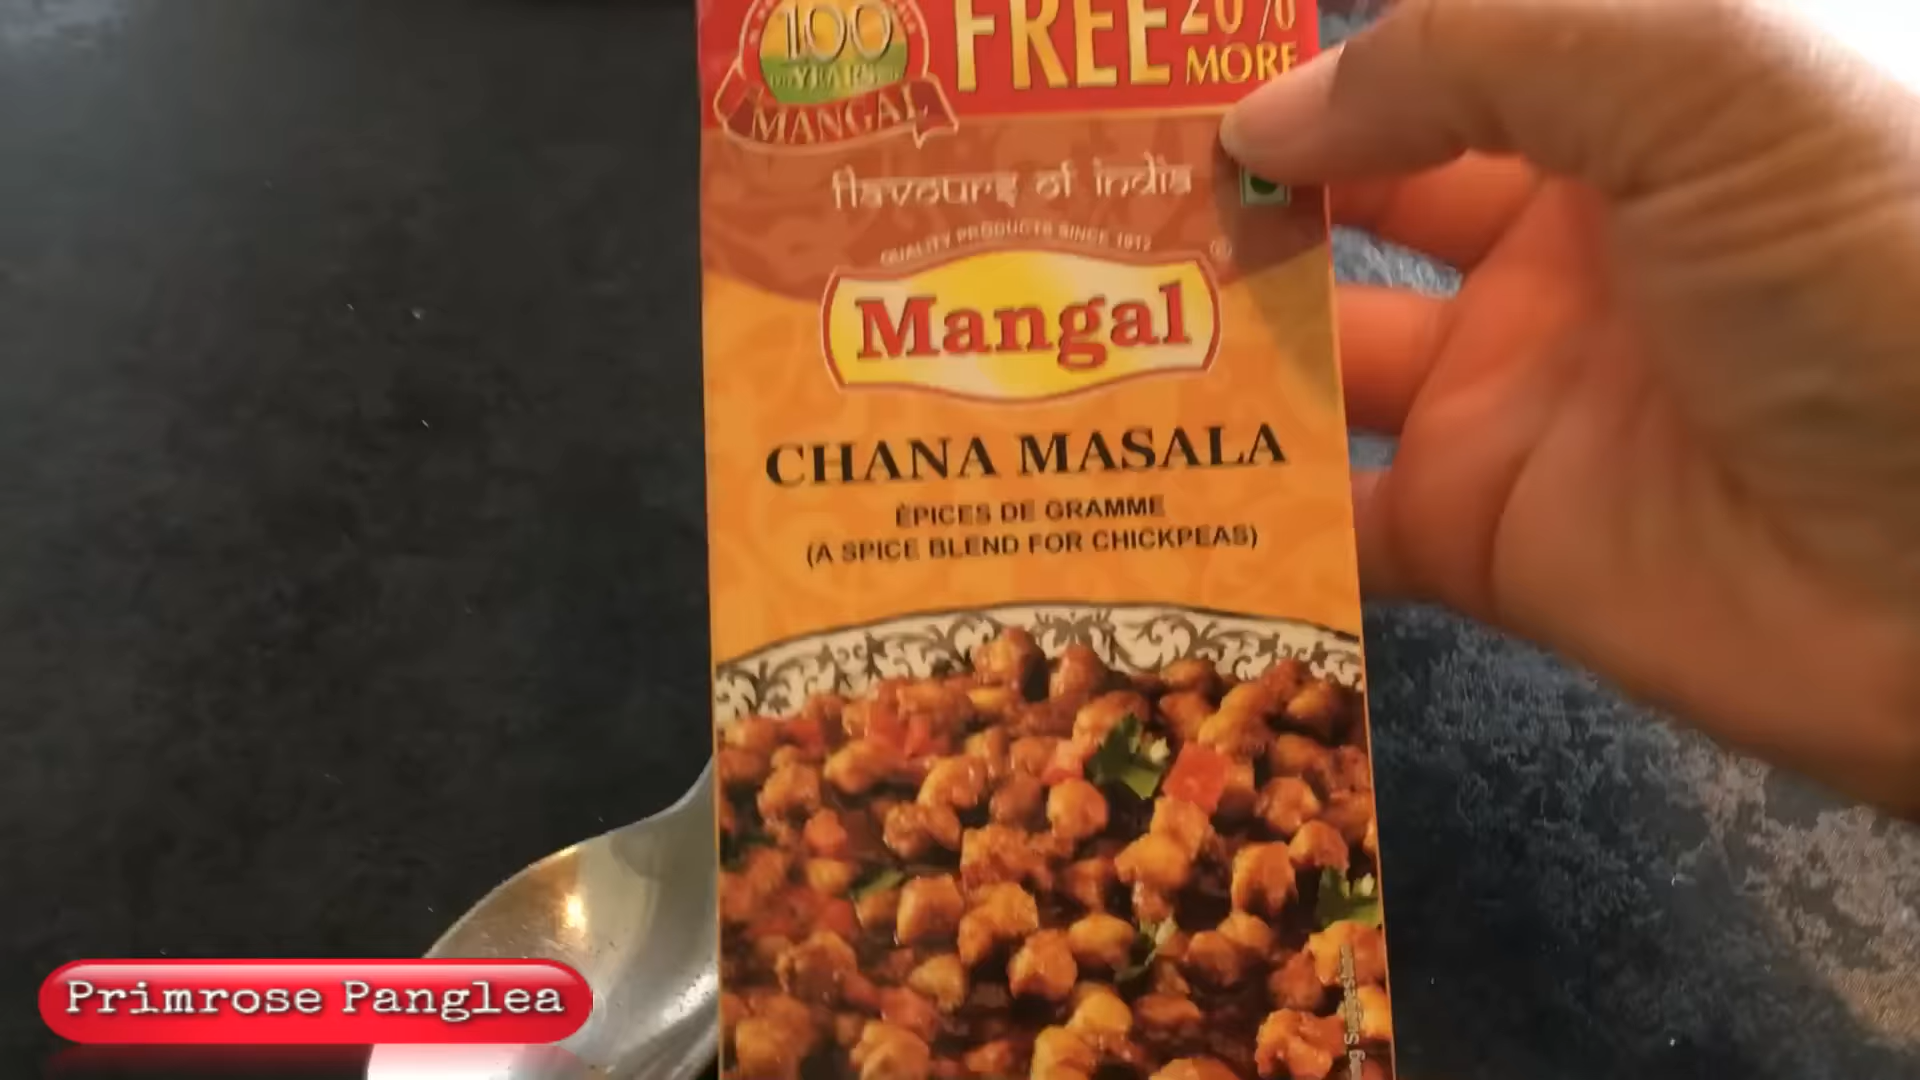 100
YEARS
MANGAL
FREE 20%
MORE
flavours of india
QUALITY PRODUCTS SINCE 1912
Mangal
CHANA MASALA
ÉPICES DE GRAMME
(A SPICE BLEND FOR CHICKPEAS)
Primrose Panglea